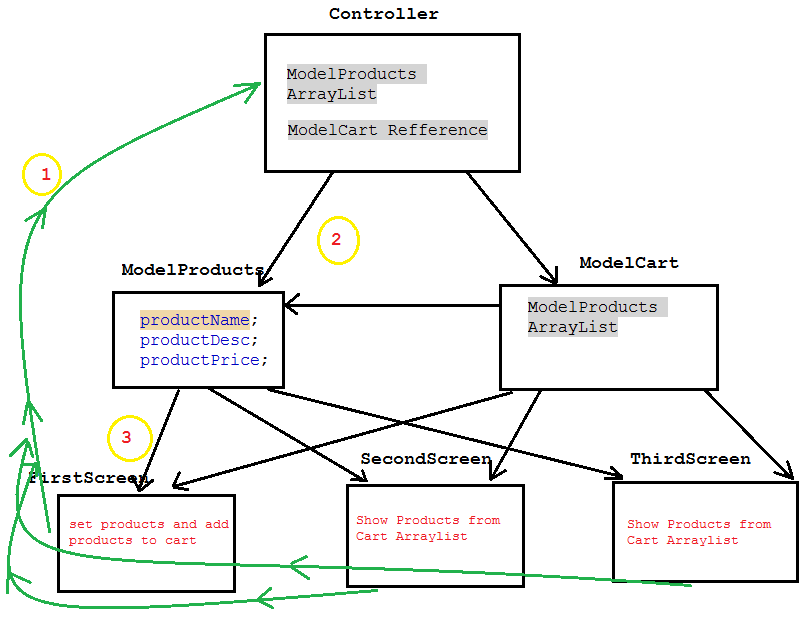 Controller
ModelProducts
ArrayList
ModelCart Refference
1
2
ModelProducts
ModelCart
productName;
productDesc;
productPrice;
ModelProducts
ArrayList
3
FirstScreen
SecondScreen
ThirdScreen
set products and add
products to cart
Show Products from
Cart Arraylist
Show Products from
Cart Arraylist